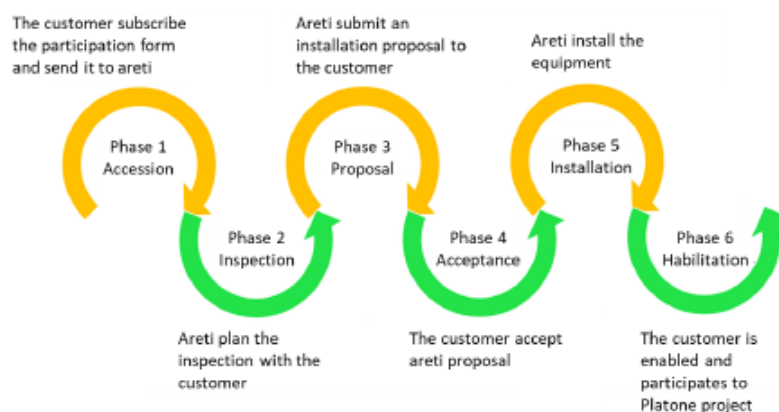 The customer subscribe
the participation form
and send it to areti
Phase 1
Accession
Areti plan the
inspection with the
customer
Phase 2
Inspection
Areti submit an
installation proposal to
the customer
Phase 3
Proposal
The customer accept
areti proposal
Phase 4
Acceptance
Areti install the
equipment
Phase 5
Installation
The customer is
enabled and
participates to
Platone project
Phase 6
Habilitation